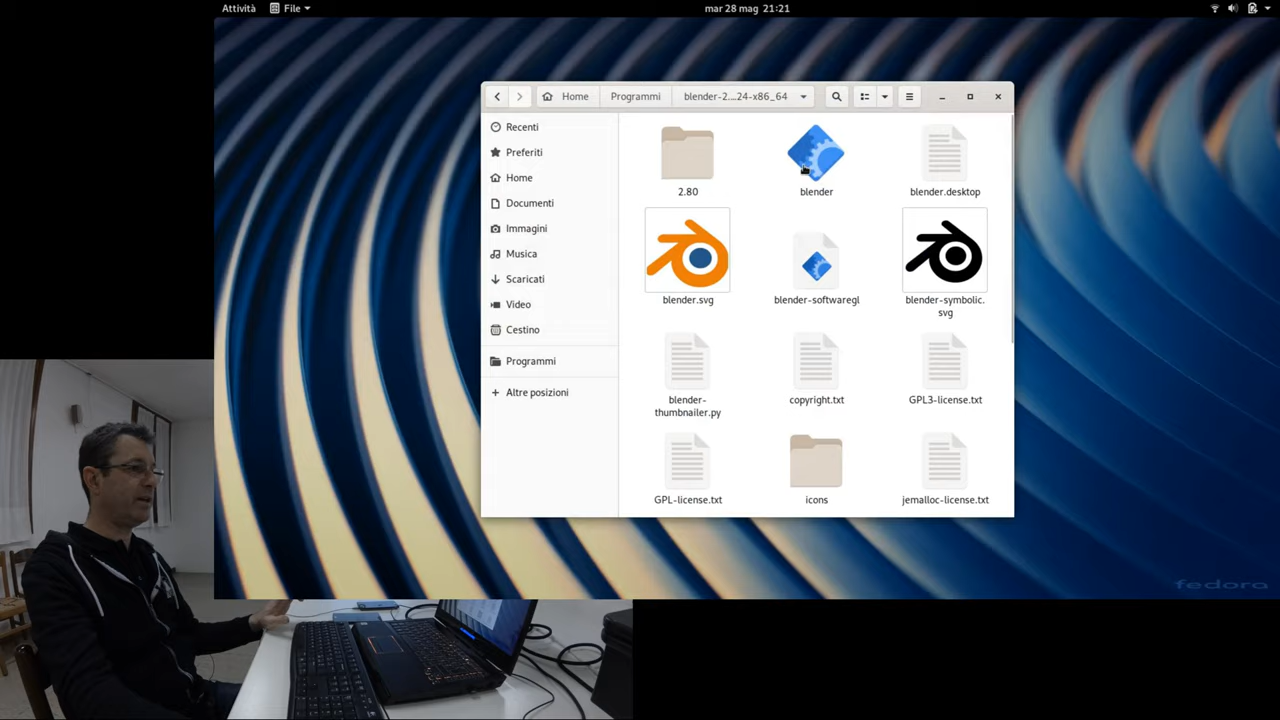 Attività File mar 28 mag 21:21
Home Programmi blender-2....24-x86_64
Recenti
Preferiti
Home
Documenti
Immagini
Musica
Scaricati
Video
Cestino
Programmi
Altre posizioni
2.80 blender blender.desktop
blender.svg blender-softwaregl blender-symbolic.
svg
blender-
thumbnailer.py copyright.txt GPL3-license.txt
GPL-license.txt icons jemalloc-license.txt
fedora